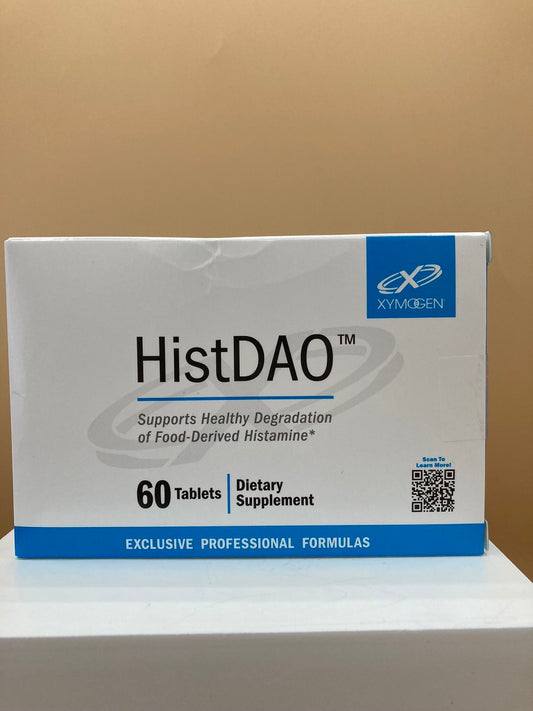 XYMOGEN®
HistDAO™
Supports Healthy Degradation
of Food-Derived Histamine*
60 Tablets
Dietary
Supplement
Scan To
Learn More!
EXCLUSIVE PROFESSIONAL FORMULAS